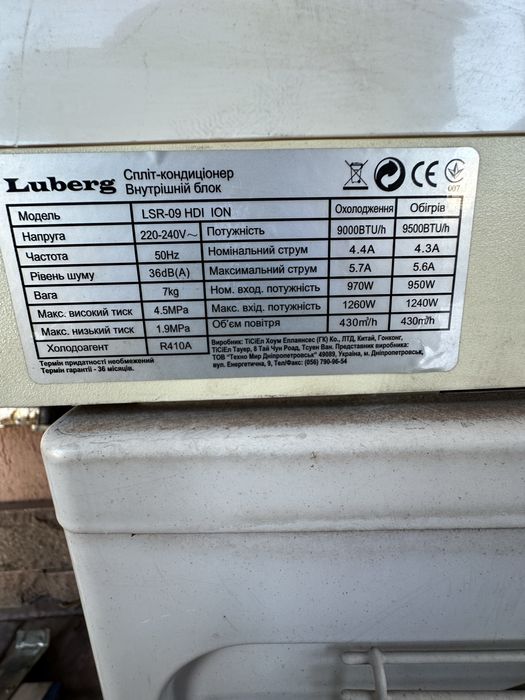 Luberg
Спліт-кондиціонер
Внутрішній блок
007
Модель LSR-09 HDI ION Охолодження Обігрів
Напруга 220-240V~ Потужність 9000BTU/h 9500BTU/h
Частота 50Hz Номінальний струм 4.4A 4.3A
Рівень шуму 36dB(A) Максимальний струм 5.7A 5.6A
Вага 7kg Ном. вход. потужність 970W 950W
Макс. високий тиск 4.5MPa Макс. вхід. потужність 1260W 1240W
Макс. низький тиск 1.9MPa Об'єм повітря 430m³/h 430m³/h
Холодоагент R410A
Виробник: ТіСіЕл Хоум Епплаянсес (ГК) Ко., ЛТД, Китай, Гонконг,
ТіСіЕл Тауер, 8 Тай Чун Роад, Тсуен Ван. Представник виробника:
ТОВ "Техно Мир Дніпропетровськ" 49089, Україна, м. Дніпропетровськ,
вул. Енергетична, 9, Тел/Факс: (056) 790-96-54
Термін придатності необмежений
Термін гарантії - 36 місяців.